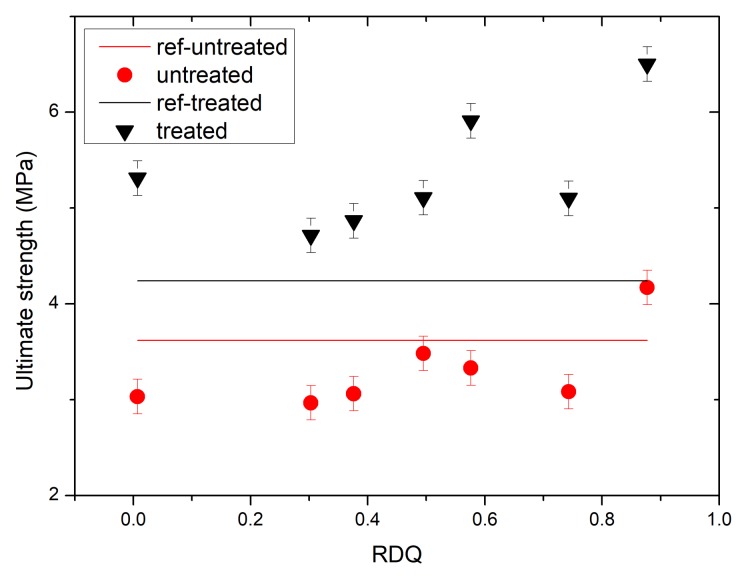 ref-untreated
untreated
ref-treated
treated
Ultimate strength (MPa)
6
4
2
0.0 0.2 0.4 0.6 0.8 1.0
RDQ